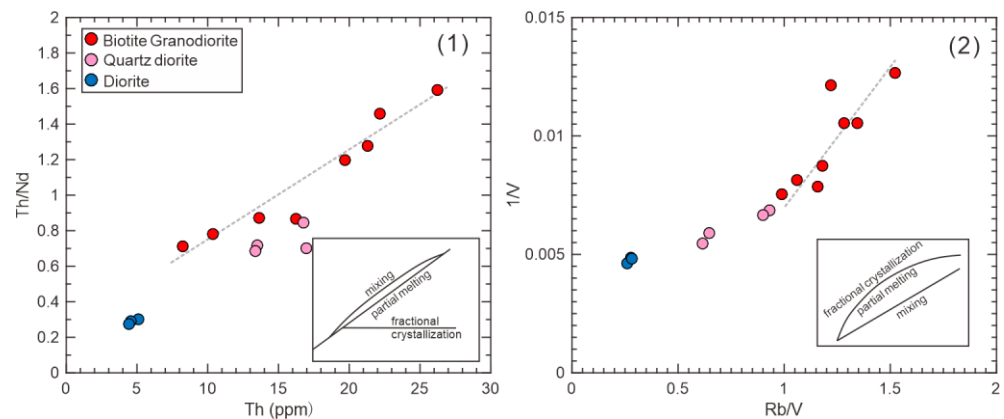 (1)
Biotite Granodiorite
Quartz diorite
Diorite
Th/Nd
2
1.8
1.6
1.4
1.2
1
0.8
0.6
0.4
0.2
0
mixing
partial melting
fractional
crystallization
0 5 10 15 20 25 30
Th (ppm)
(2)
1/V
0.015
0.01
0.005
0
fractional crystallization
partial melting
mixing
0 0.5 1 1.5 2
Rb/V